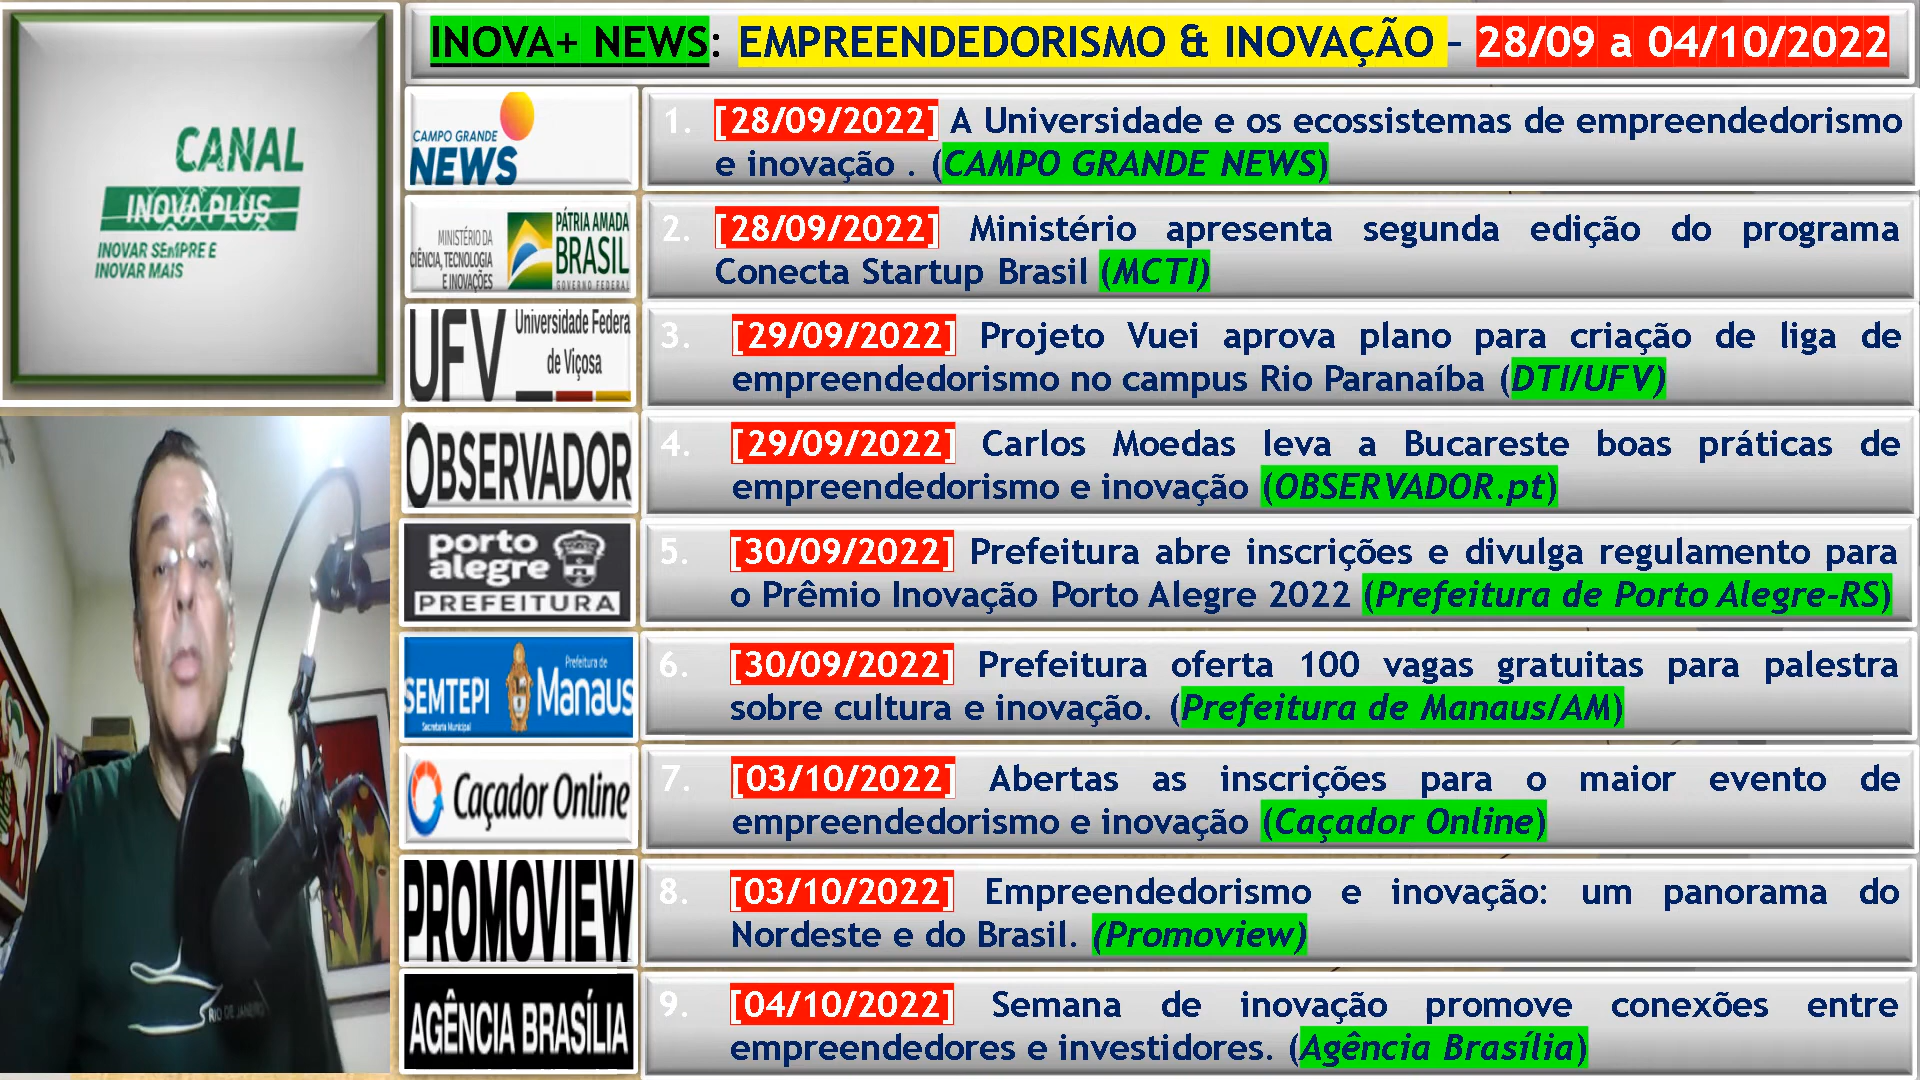 INOVA+ NEWS: EMPREENDEDORISMO & INOVAÇÃO – 28/09 a 04/10/2022
CANAL
INOVA PLUS
INOVAR SEMPRE E
INOVAR MAIS
CAMPO GRANDE
NEWS
1. [28/09/2022] A Universidade e os ecossistemas de empreendedorismo
e inovação . (CAMPO GRANDE NEWS)
MINISTÉRIO DA
CIÊNCIA, TECNOLOGIA
E INOVAÇÕES
PÁTRIA AMADA
BRASIL
GOVERNO FEDERAL
2. [28/09/2022] Ministério apresenta segunda edição do programa
Conecta Startup Brasil (MCTI)
UFV
Universidade Federa
de Viçosa
3. [29/09/2022] Projeto Vuei aprova plano para criação de liga de
empreendedorismo no campus Rio Paranaíba (DTI/UFV)
OBSERVADOR
4. [29/09/2022] Carlos Moedas leva a Bucareste boas práticas de
empreendedorismo e inovação (OBSERVADOR.pt)
porto
alegre
PREFEITURA
5. [30/09/2022] Prefeitura abre inscrições e divulga regulamento para
o Prêmio Inovação Porto Alegre 2022 (Prefeitura de Porto Alegre-RS)
SEMTEPI
Secretaria Municipal
Prefeitura de
Manaus
6. [30/09/2022] Prefeitura oferta 100 vagas gratuitas para palestra
sobre cultura e inovação. (Prefeitura de Manaus/AM)
Caçador Online
7. [03/10/2022] Abertas as inscrições para o maior evento de
empreendedorismo e inovação (Caçador Online)
PROMOVIEW
8. [03/10/2022] Empreendedorismo e inovação: um panorama do
Nordeste e do Brasil. (Promoview)
AGÊNCIA BRASÍLIA
9. [04/10/2022] Semana de inovação promove conexões entre
empreendedores e investidores. (Agência Brasília)
RIO DE JANEIRO